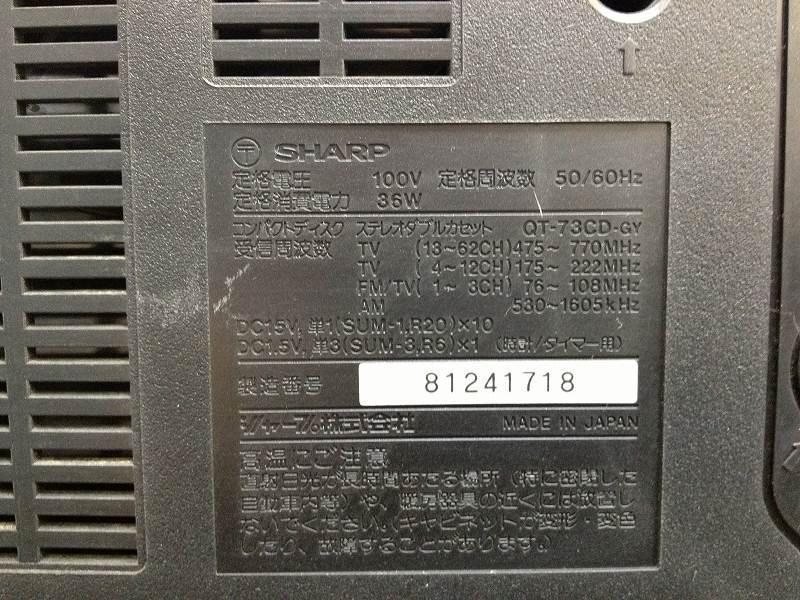 〒 SHARP
定格電圧 100V 定格周波数 50/60Hz
定格消費電力 36W
コンパクトディスク ステレオダブルカセット QT-73CD-GY
受信周波数 TV (13~62CH)475~ 770MHz
TV ( 4~12CH)175~ 222MHz
FM/TV( 1~ 3CH) 76~ 108MHz
AM 530~1605kHz
DC15V, 単1(SUM-1,R20)×10
DC1.5V, 単3(SUM-3,R6)×1 (時計/タイマー用)
製造番号 81241718
シャープ株式会社 MADE IN JAPAN
高温にご注意
直射日光が長時間あたる場所(特に密閉した
自動車内等)や、暖房器具の近くには放置し
ないでください。(キャビネットが変形・変色
したり、故障することがあります。)